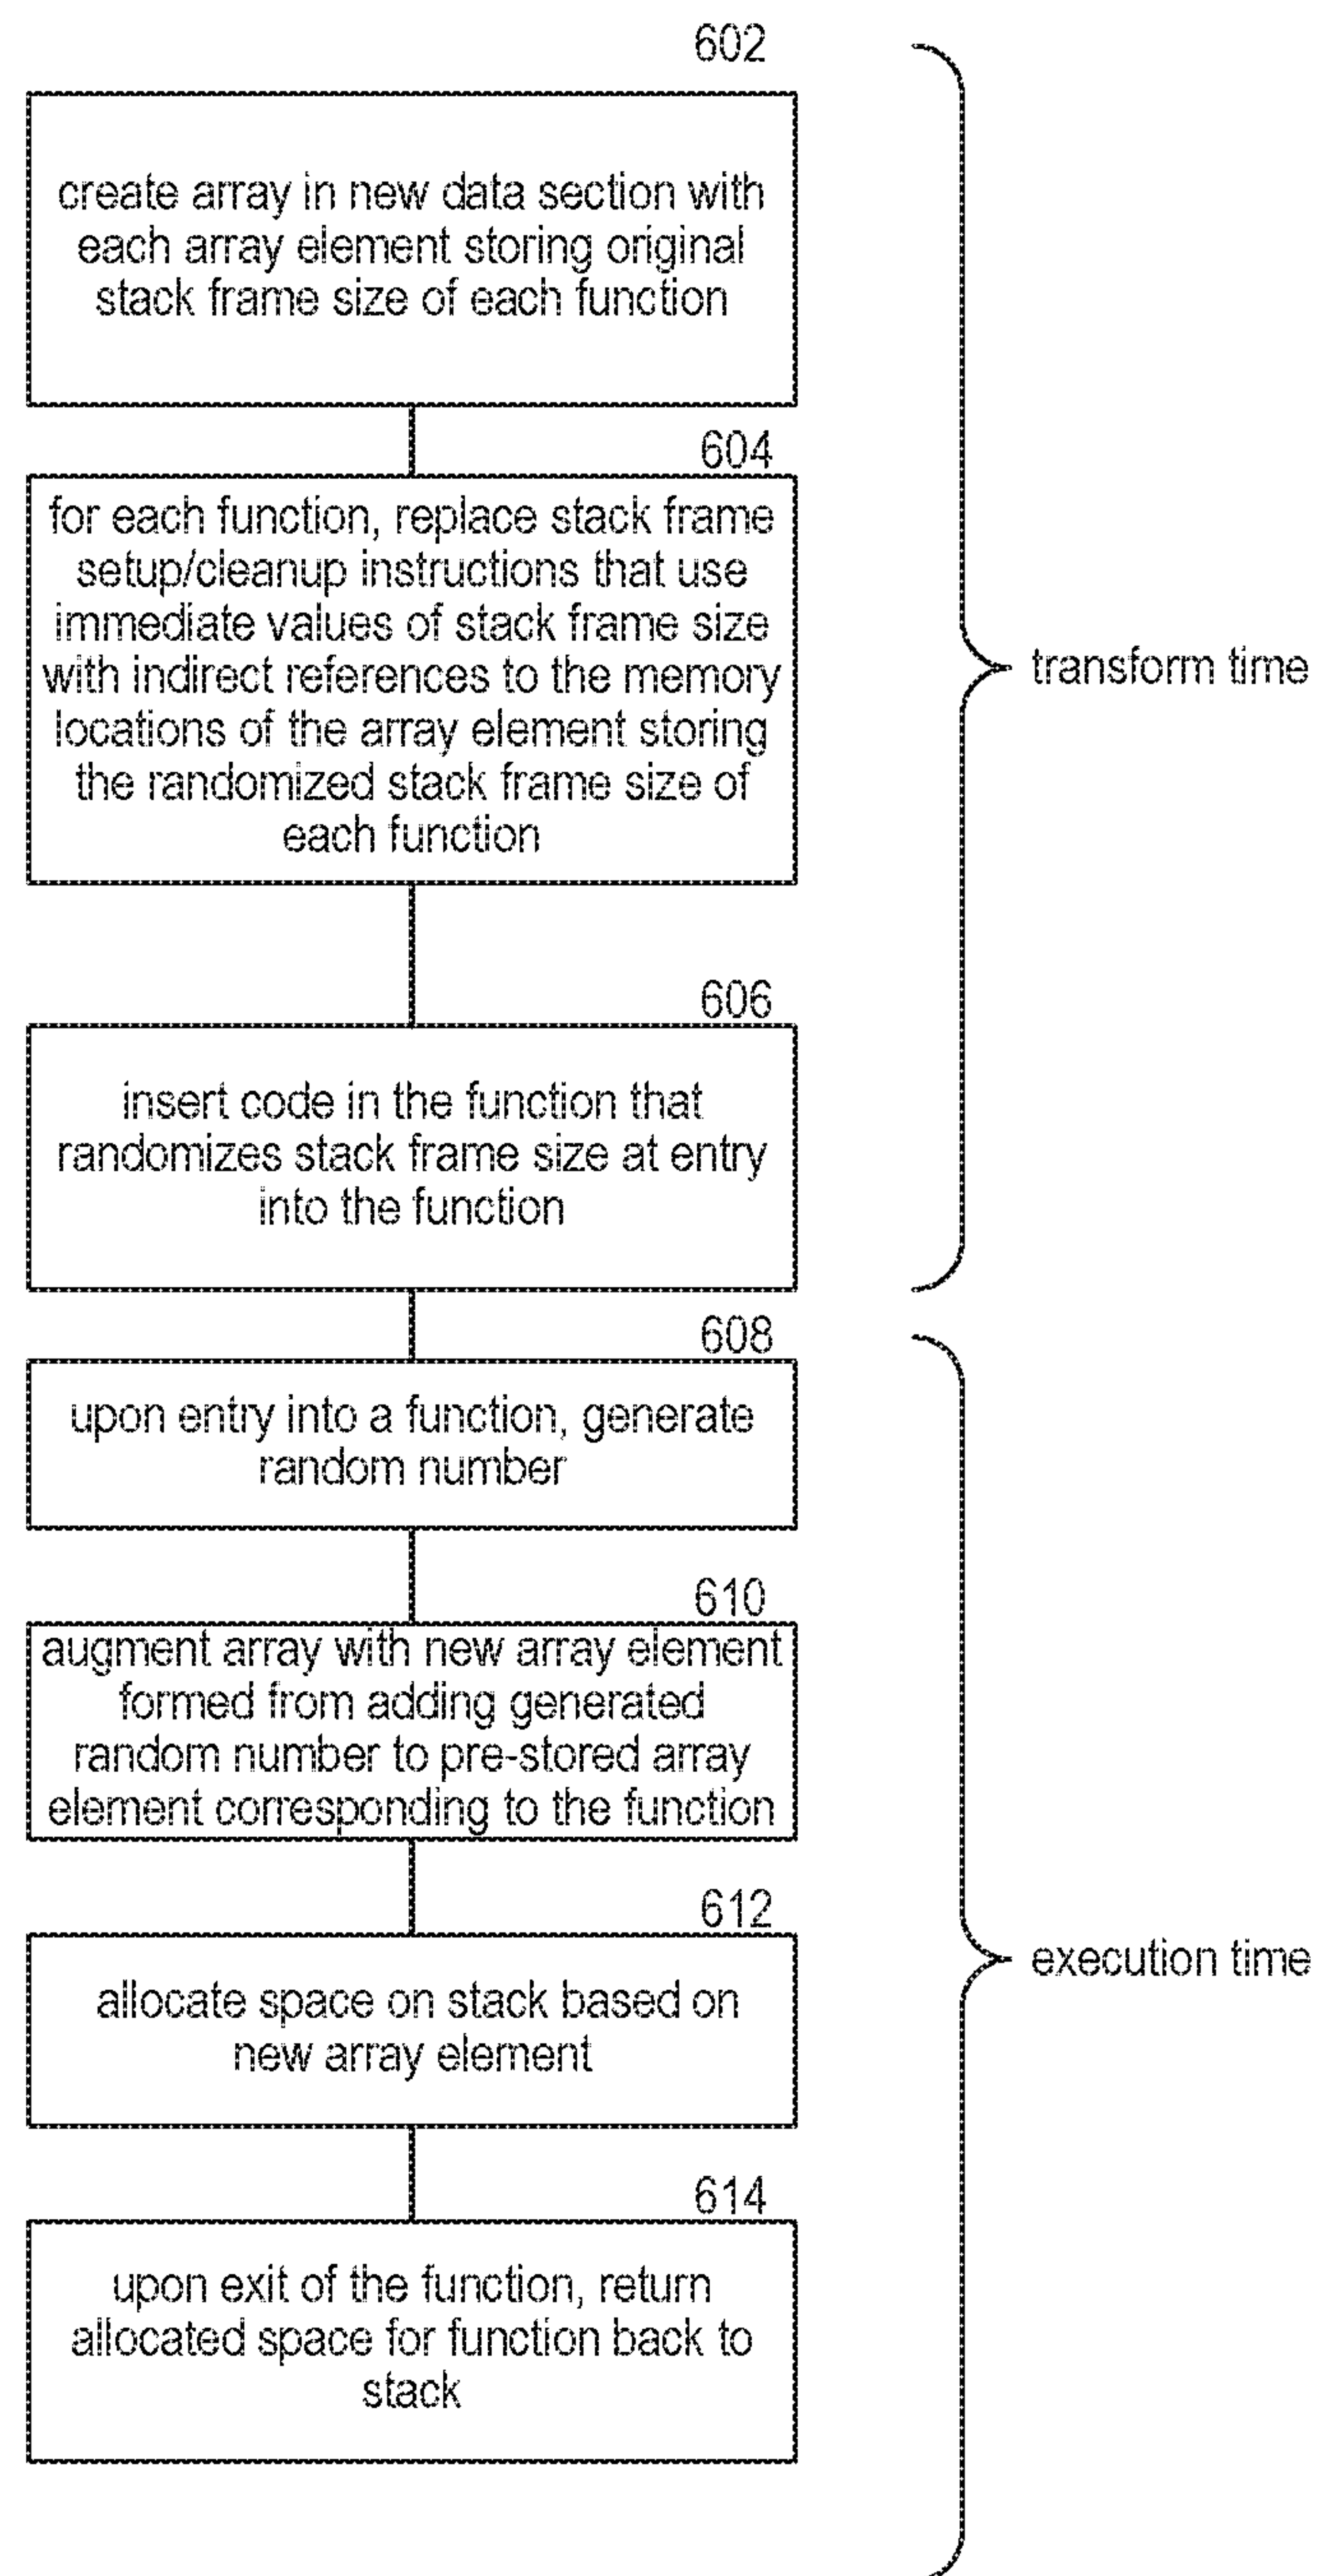 602
create array in new data section with
each array element storing original
stack frame size of each function
604
for each function, replace stack frame
setup/cleanup instructions that use
immediate values of stack frame size
with indirect references to the memory
locations of the array element storing
the randomized stack frame size of
each function
transform time
606
insert code in the function that
randomizes stack frame size at entry
into the function
608
upon entry into a function, generate
random number
610
augment array with new array element
formed from adding generated
random number to pre-stored array
element corresponding to the function
612
execution time
allocate space on stack based on
new array element
614
upon exit of the function, return
allocated space for function back to
stack